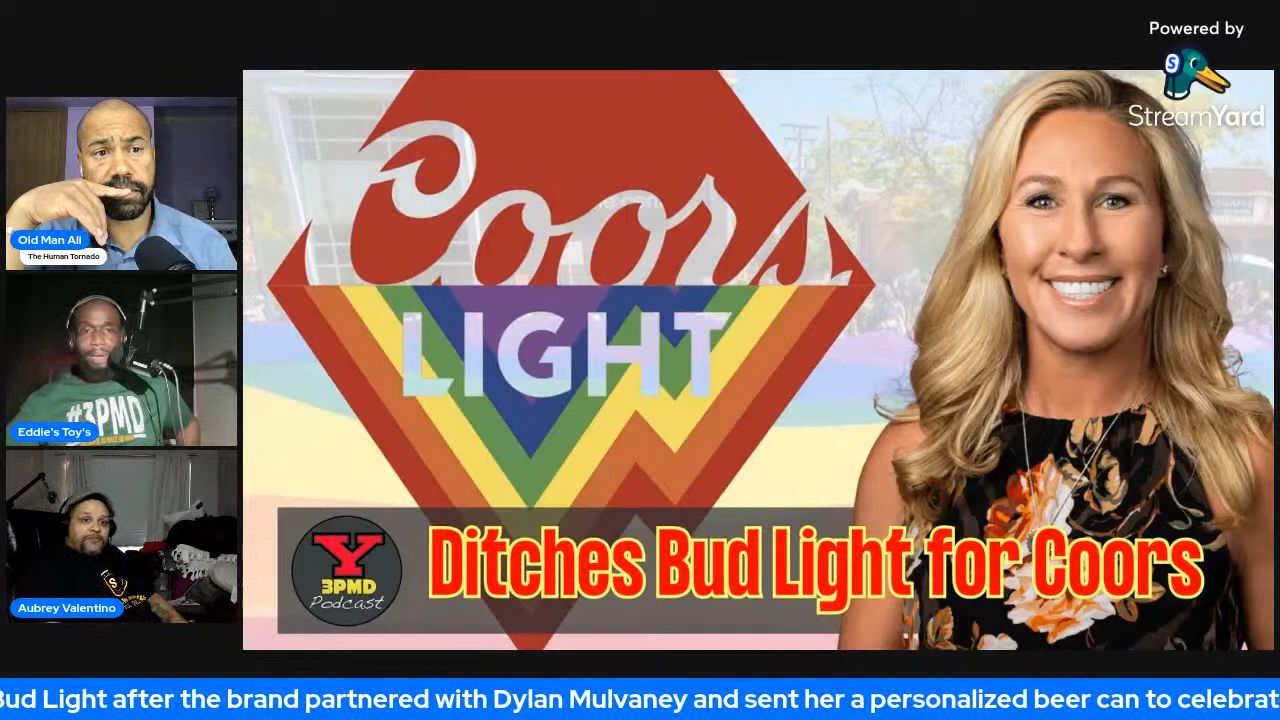 Powered by
StreamYard
Old Man Ali
The Human Tornado
#3PMD
Eddie's Toy's
Aubrey Valentino
Coors
LIGHT
Y
3PMD
Podcast
Ditches Bud Light for Coors
Bud Light after the brand partnered with Dylan Mulvaney and sent her a personalized beer can to celebrat